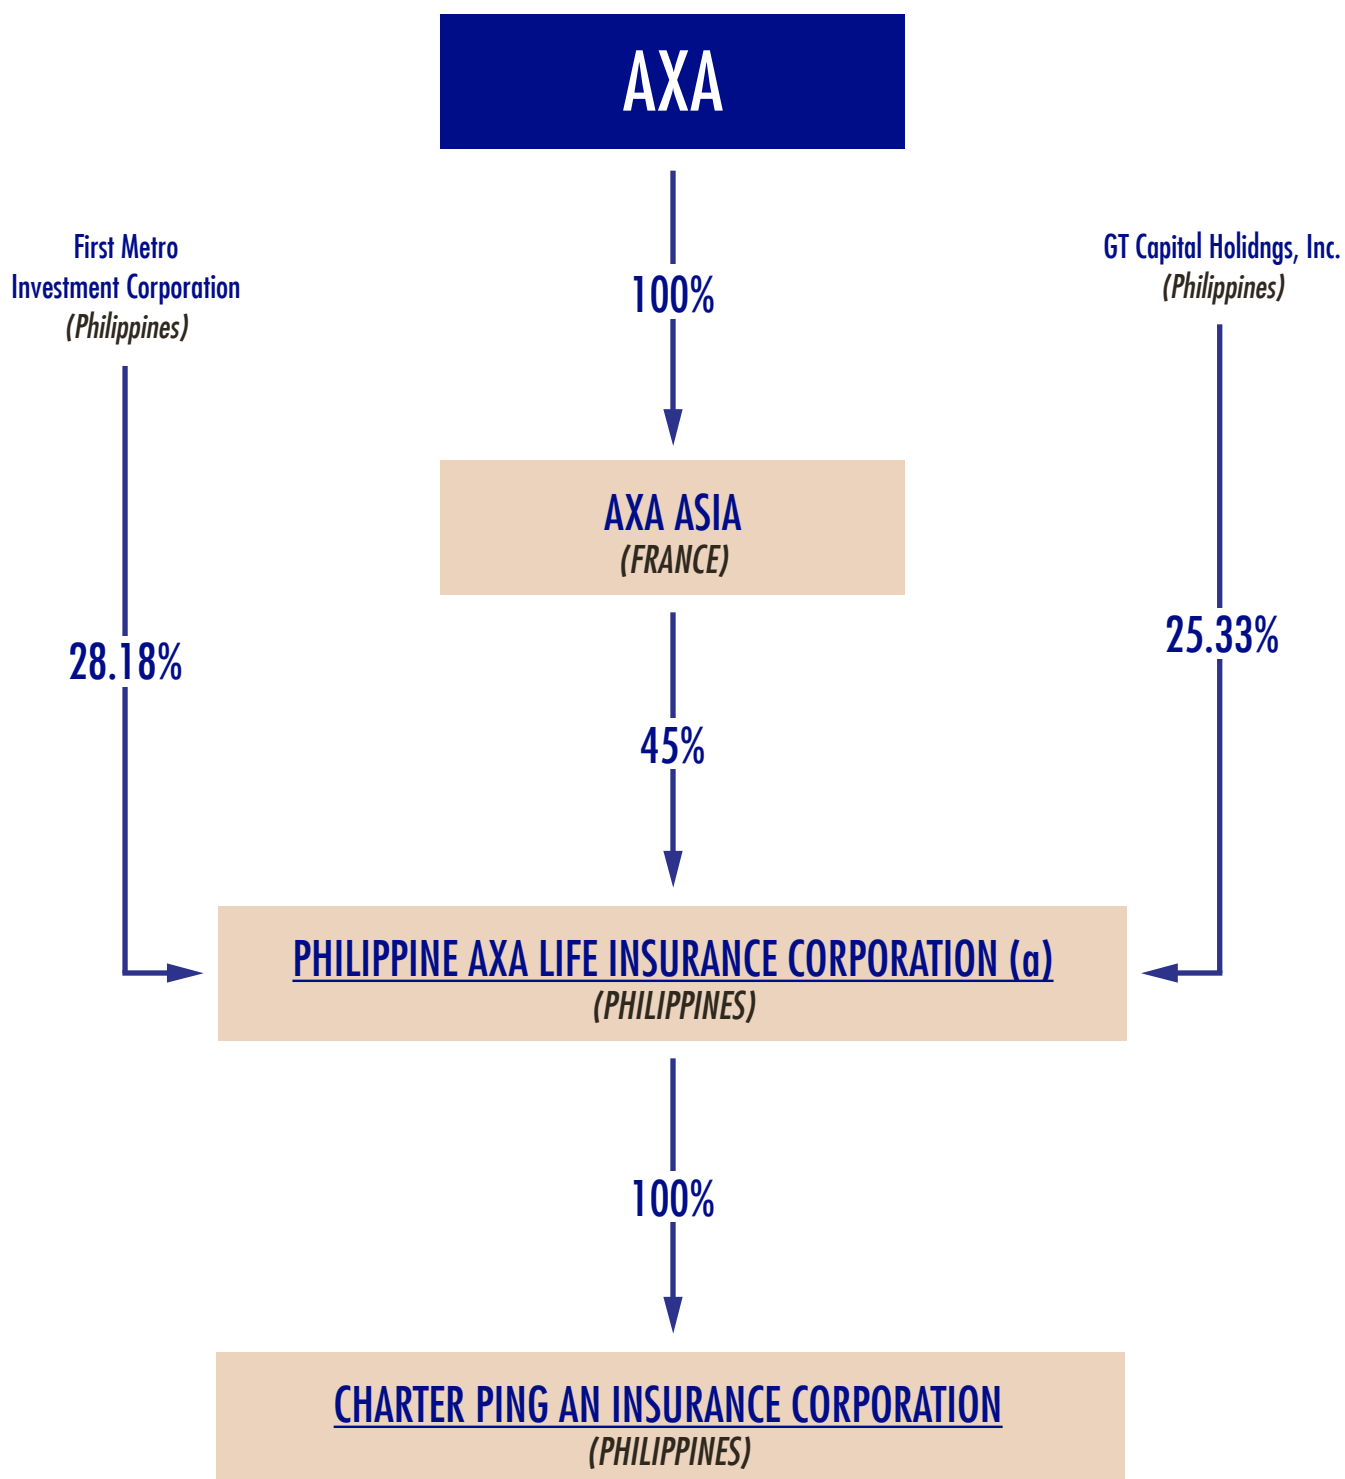 AXA
First Metro
Investment Corporation
(Philippines)
GT Capital Holidngs, Inc.
(Philippines)
100%
AXA ASIA
(FRANCE)
28.18%
25.33%
45%
PHILIPPINE AXA LIFE INSURANCE CORPORATION (a)
(PHILIPPINES)
100%
CHARTER PING AN INSURANCE CORPORATION
(PHILIPPINES)